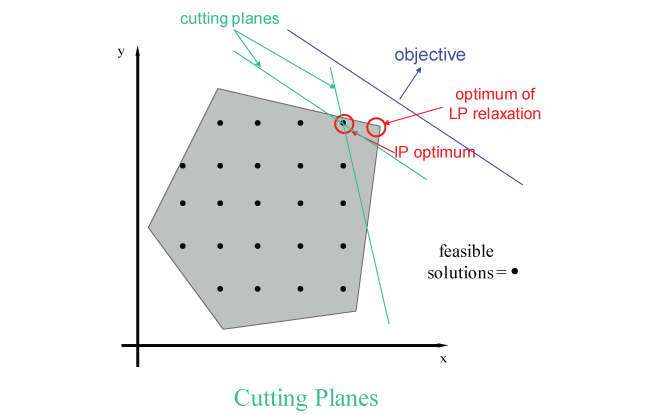 cutting planes
y
objective
optimum of
LP relaxation
IP optimum
feasible
solutions=
x
Cutting Planes